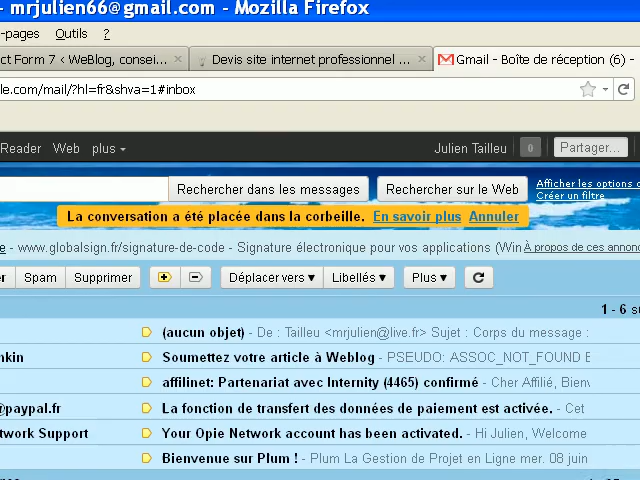 - mrjulien66@gmail.com - Mozilla Firefox
-pages Outils ?
ct Form 7 ‹ WeBlog, consei... Devis site internet professionnel ... Gmail - Boîte de réception (6) -
le.com/mail/?hl=fr&shva=1#inbox
Reader Web plus Julien Tailleu 0 Partager...
Rechercher dans les messages Rechercher sur le Web Afficher les options d
Créer un filtre
La conversation a été placée dans la corbeille. En savoir plus Annuler
e - www.globalsign.fr/signature-de-code - Signature électronique pour vos applications (Win À propos de ces annonc
er Spam Supprimer Déplacer vers ▾ Libellés ▾ Plus ▾
1 - 6 su
(aucun objet) - De : Tailleu <mrjulien@live.fr> Sujet : Corps du message :
nkin Soumettez votre article à Weblog - PSEUDO: ASSOC_NOT_FOUND E
affilinet: Partenariat avec Internity (4465) confirmé - Cher Affilié, Bienv
@paypal.fr La fonction de transfert des données de paiement est activée. - Cet
twork Support Your Opie Network account has been activated. - Hi Julien, Welcome
Bienvenue sur Plum ! - Plum La Gestion de Projet en Ligne mer. 08 juin